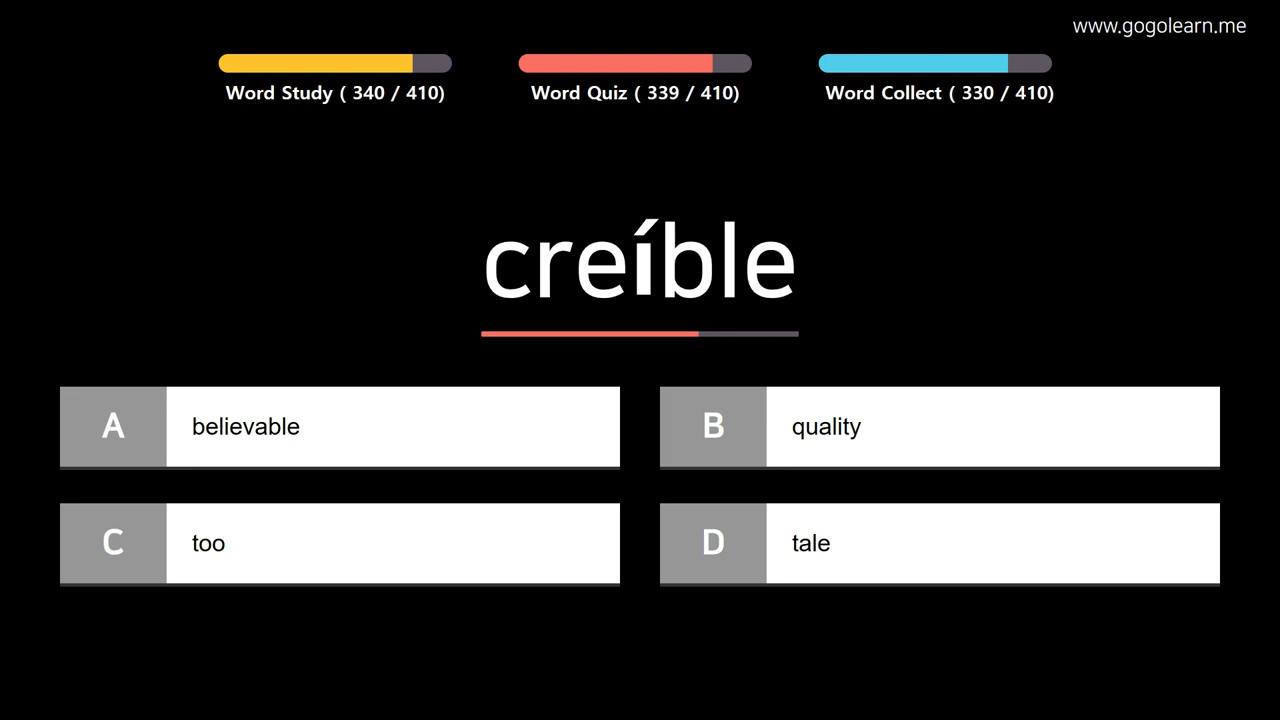 www.gogolearn.me
Word Study ( 340 / 410)
Word Quiz ( 339 / 410)
Word Collect ( 330 / 410)
creíble
A believable
B quality
C too
D tale